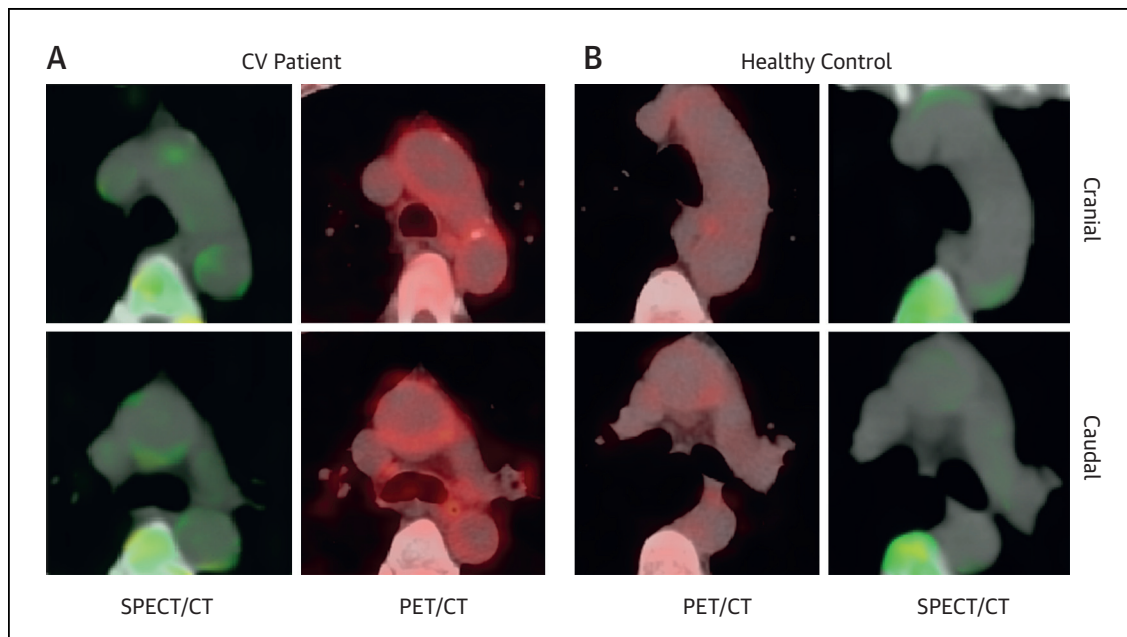 A
CV Patient
B
Healthy Control
Cranial
Caudal
SPECT/CT
PET/CT
PET/CT
SPECT/CT